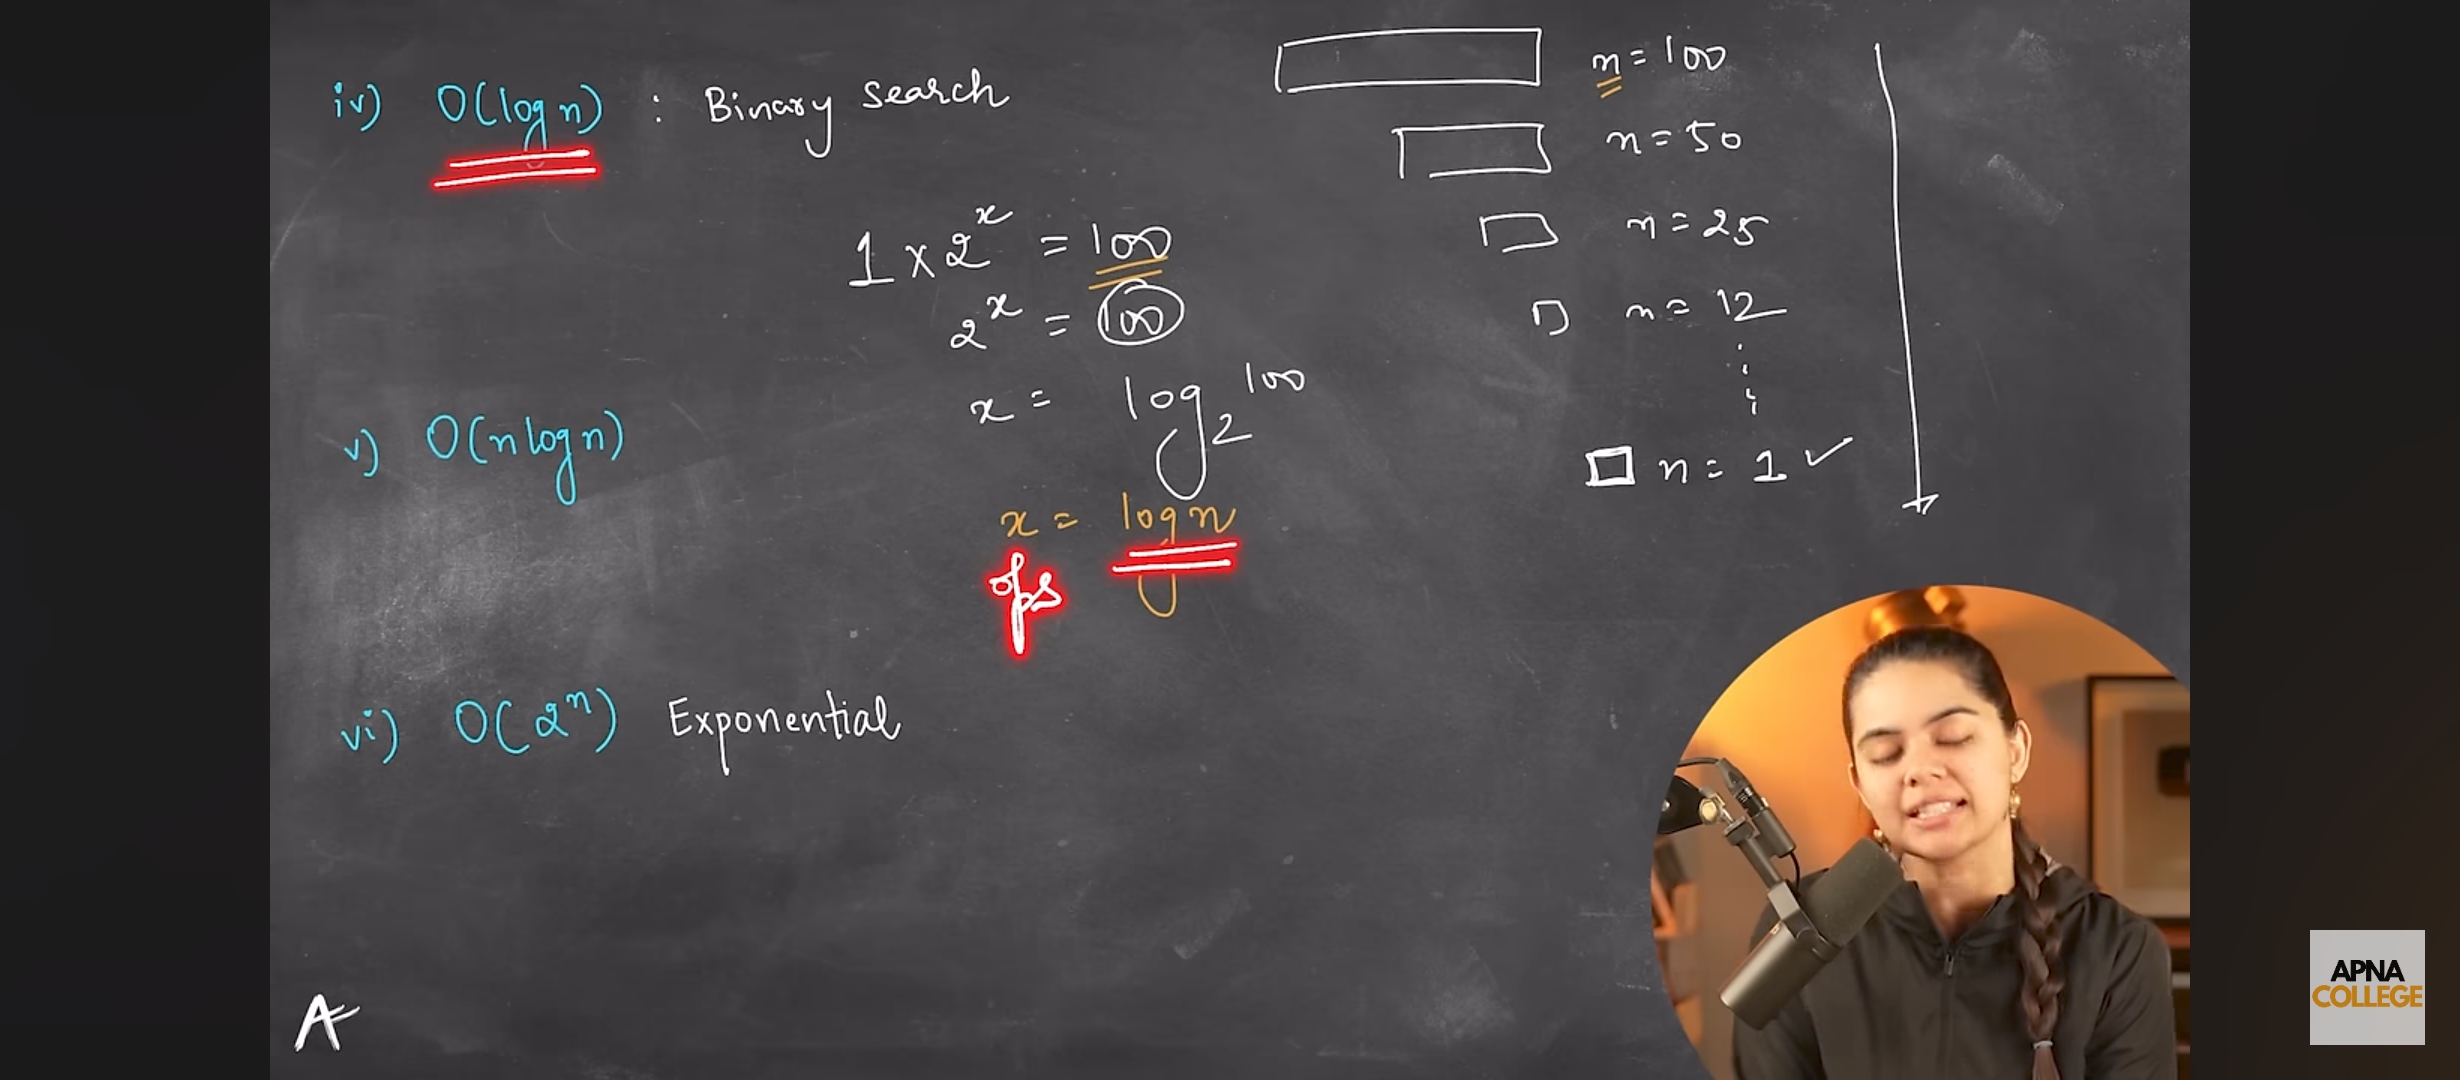 iv) O(log n) : Binary search
1 x 2^x = 100
2^x = 100
x = log_2 100
x = log n
ops
n = 100
n = 50
n = 25
n = 12
n = 1 ✓
v) O(n log n)
vi) O(2^n) Exponential
A
APNA
COLLEGE